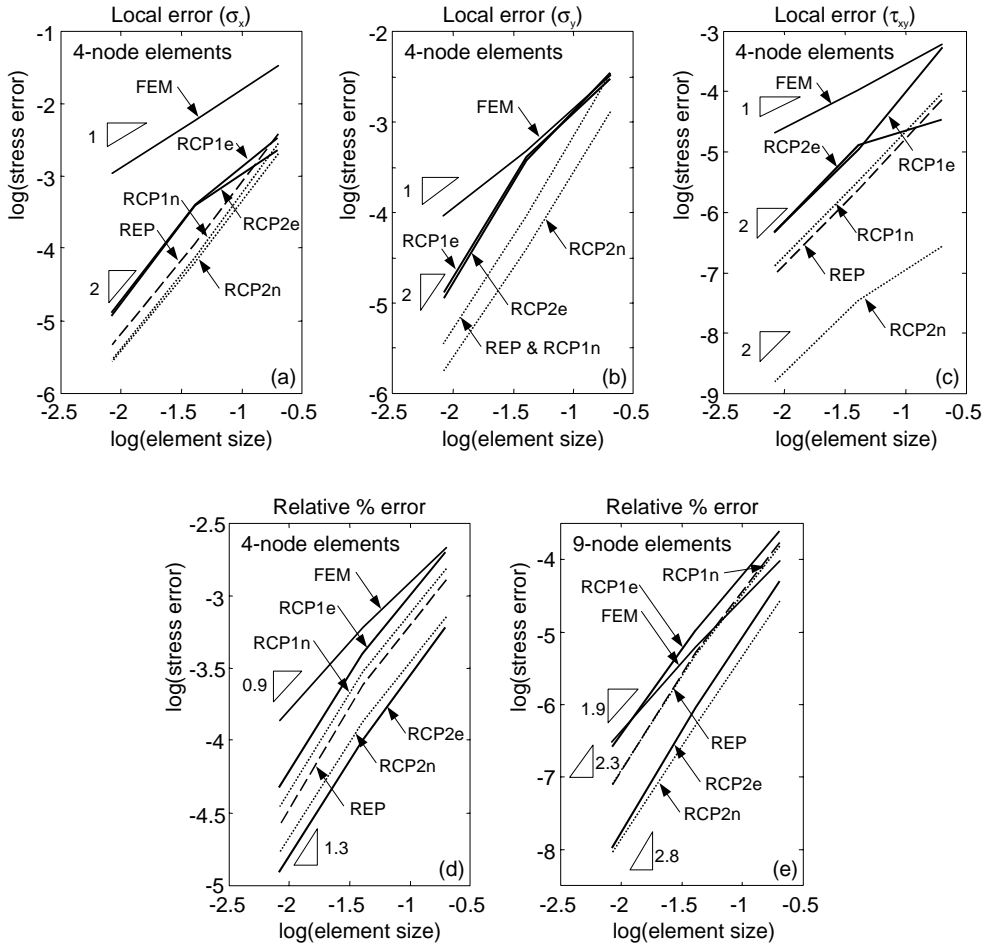 Local error (σx)
4-node elements
log(stress error)
-1
-2
-3
-4
-5
-6
FEM
1
RCP1e
RCP1n
REP
RCP2e
2
RCP2n
(a)
-2.5
-2
-1.5
-1
-0.5
log(element size)
Local error (σy)
4-node elements
log(stress error)
-2
-3
-4
-5
-6
FEM
1
RCP1e
RCP2n
2
RCP2e
REP & RCP1n
(b)
-2.5
-2
-1.5
-1
-0.5
log(element size)
Local error (τxy)
4-node elements
log(stress error)
-3
-4
-5
-6
-7
-8
-9
FEM
1
RCP2e
RCP1e
2
RCP1n
REP
RCP2n
2
(c)
-2.5
-2
-1.5
-1
-0.5
log(element size)
Relative % error
4-node elements
log(stress error)
-2.5
-3
-3.5
-4
-4.5
-5
FEM
RCP1e
RCP1n
0.9
RCP2e
RCP2n
REP
1.3
(d)
-2.5
-2
-1.5
-1
-0.5
log(element size)
Relative % error
9-node elements
log(stress error)
-4
-5
-6
-7
-8
RCP1n
RCP1e
FEM
1.9
REP
2.3
RCP2e
RCP2n
2.8
(e)
-2.5
-2
-1.5
-1
-0.5
log(element size)